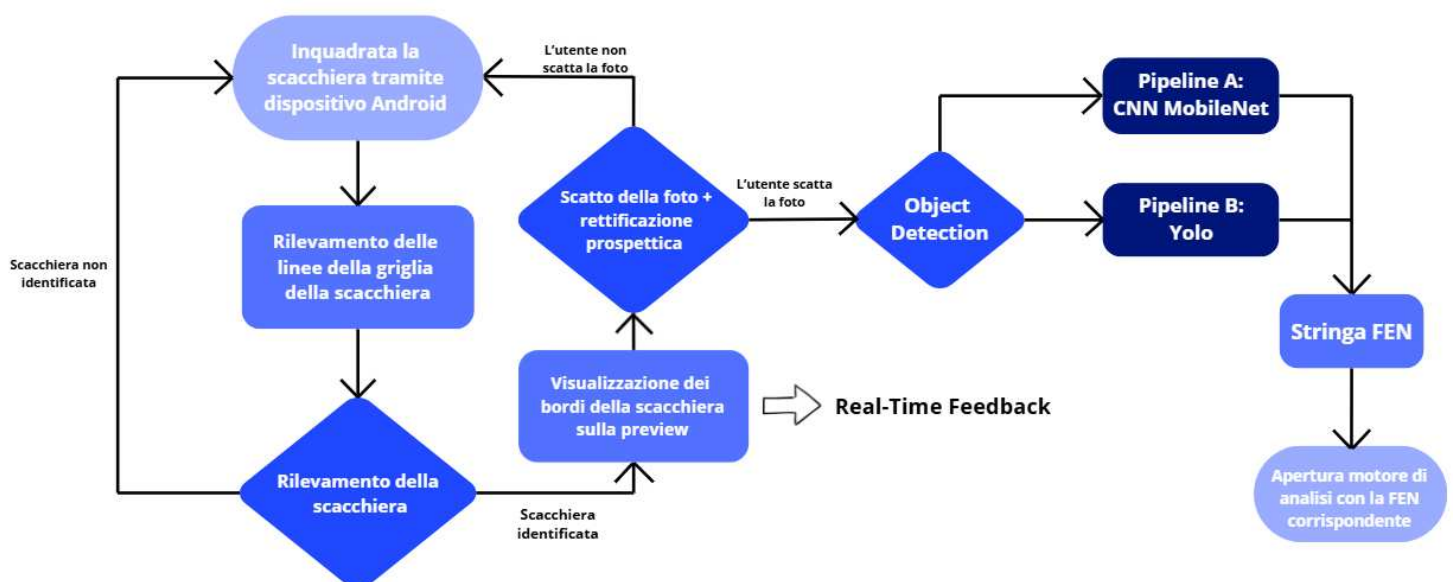 Inquadrata la
scacchiera tramite
dispositivo Android
L'utente non
scatta la foto
Rilevamento delle
linee della griglia
della scacchiera
Scacchiera non
identificata
Rilevamento della
scacchiera
Scacchiera
identificata
Visualizzazione dei
bordi della scacchiera
sulla preview
Real-Time Feedback
Scatto della foto +
rettificazione
prospettica
L'utente scatta
la foto
Object
Detection
Pipeline A:
CNN MobileNet
Pipeline B:
Yolo
Stringa FEN
Apertura motore di
analisi con la FEN
corrispondente